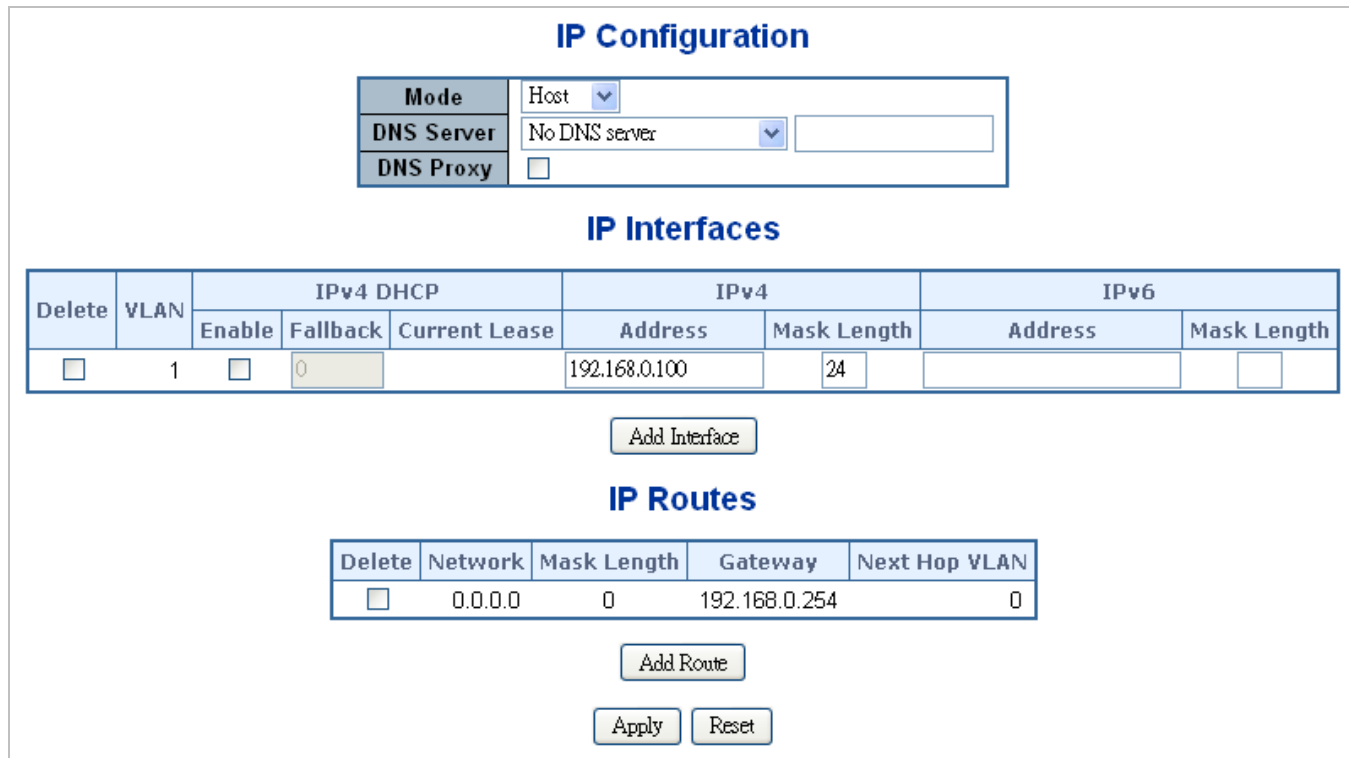 IP Configuration
Mode Host
DNS Server No DNS server
DNS Proxy
IP Interfaces
Delete VLAN IPv4 DHCP IPv4 IPv6
Enable Fallback Current Lease Address Mask Length Address Mask Length
1 0 192.168.0.100 24
Add Interface
IP Routes
Delete Network Mask Length Gateway Next Hop VLAN
0.0.0.0 0 192.168.0.254 0
Add Route
Apply Reset